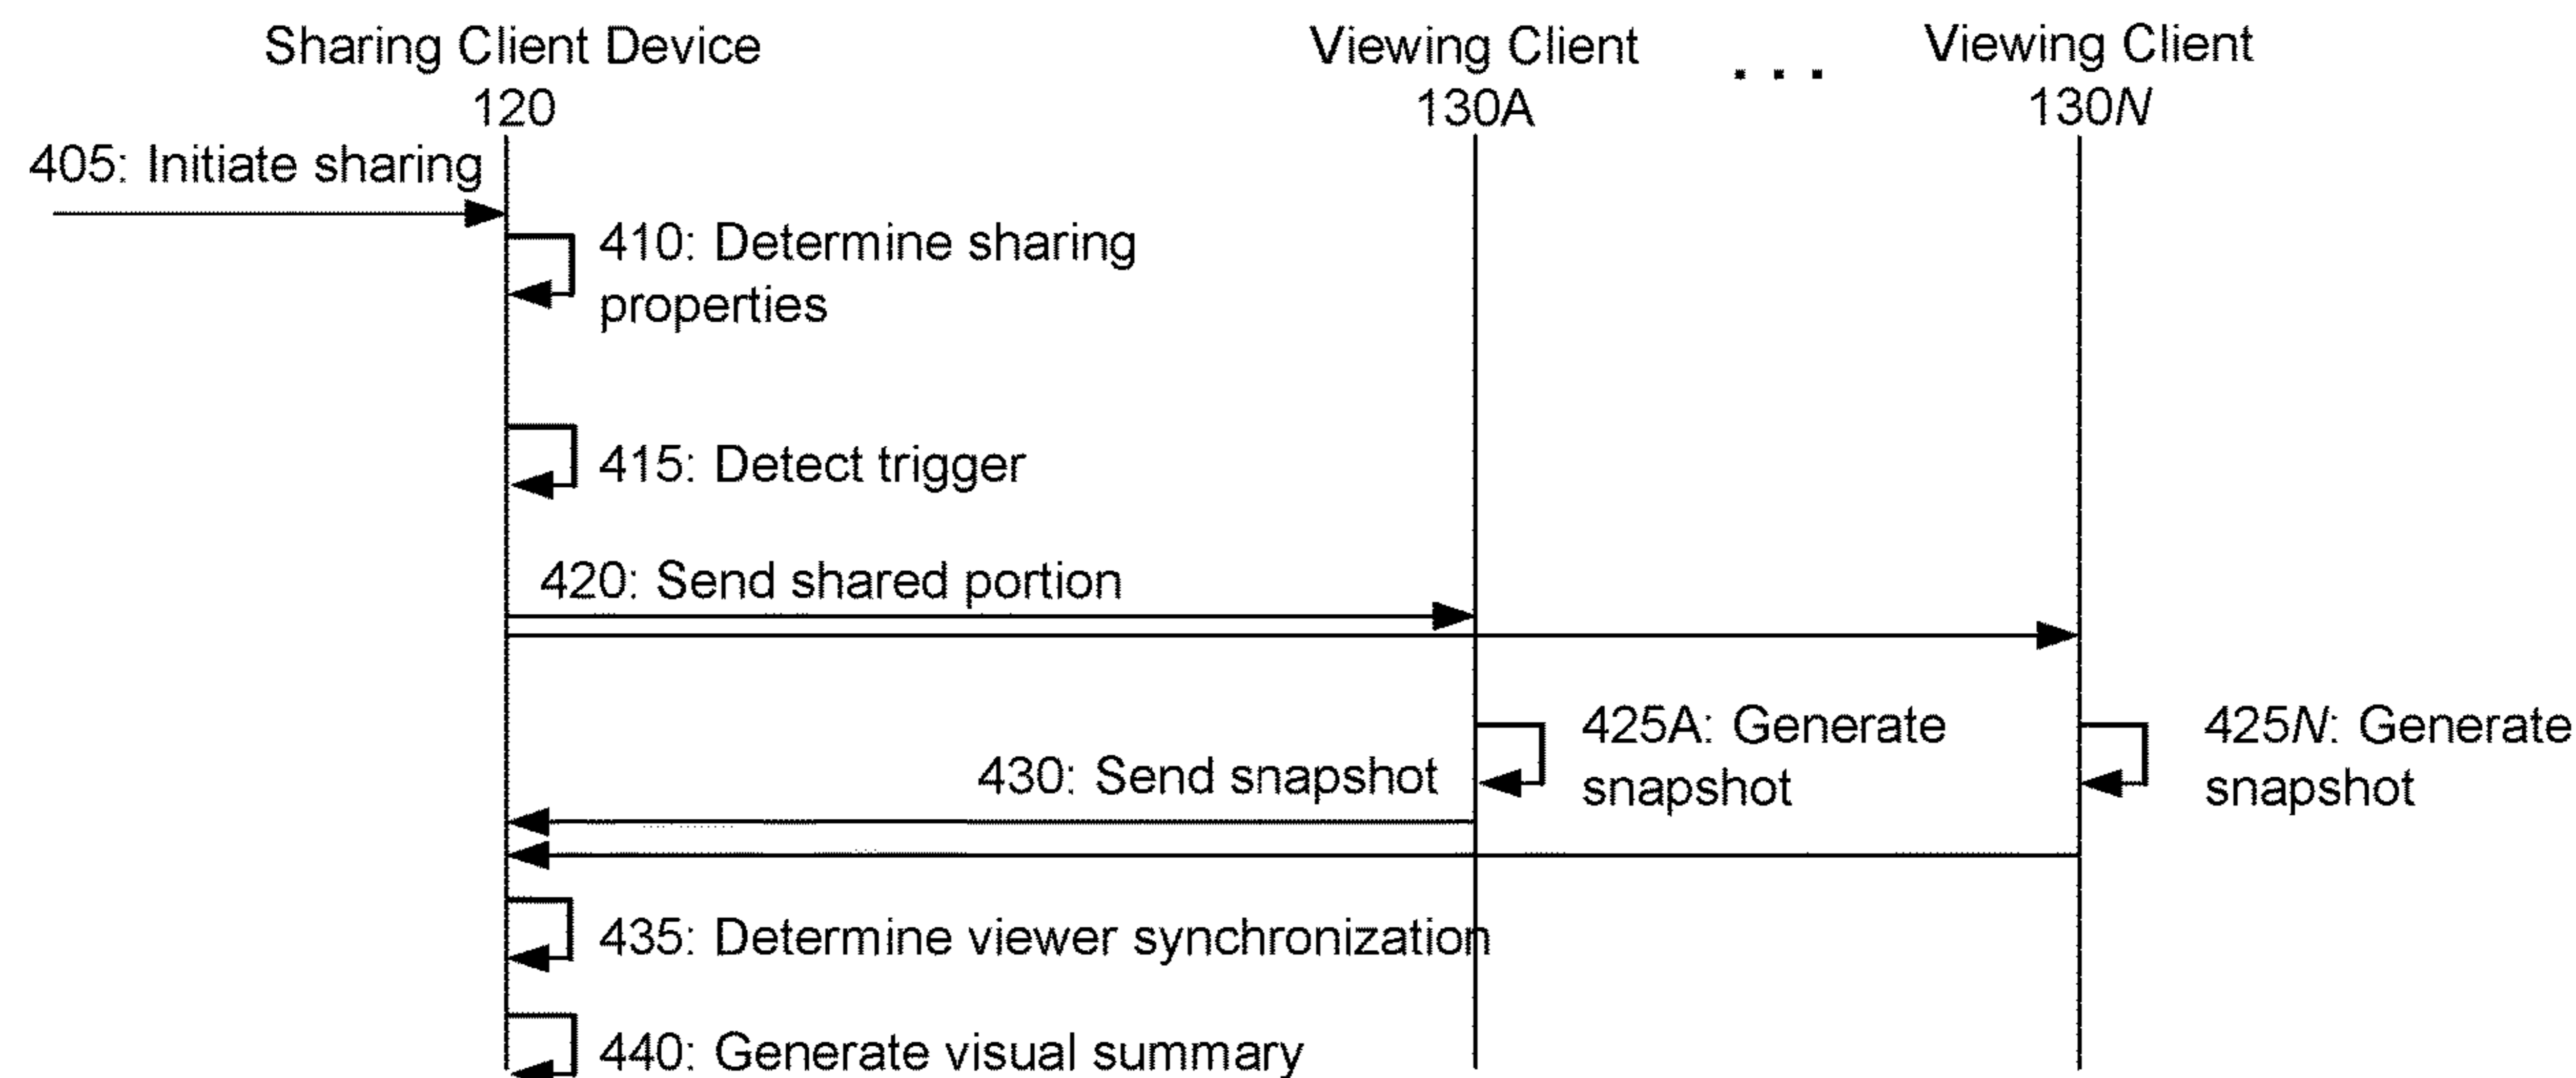 Sharing Client Device
120
Viewing Client
130A
. . .
Viewing Client
130N
405: Initiate sharing
410: Determine sharing
properties
415: Detect trigger
420: Send shared portion
425A: Generate
snapshot
425N: Generate
snapshot
430: Send snapshot
435: Determine viewer synchronization
440: Generate visual summary